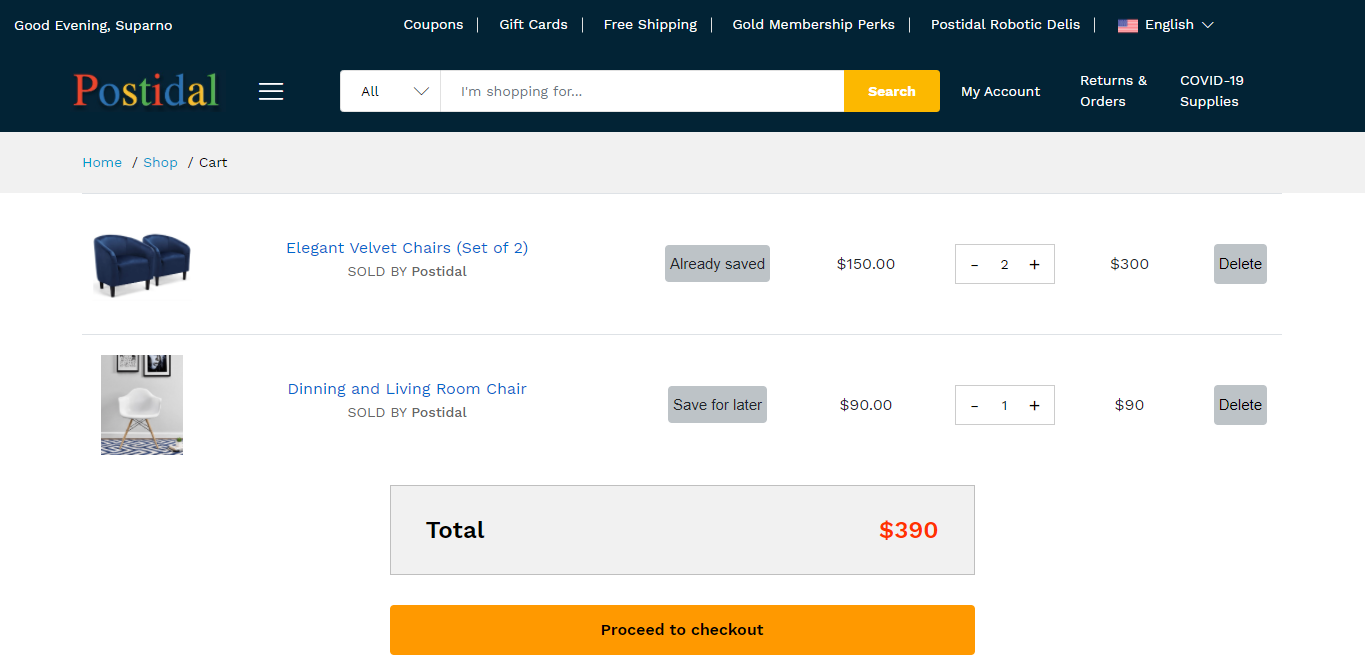 Good Evening, Suparno
Coupons | Gift Cards | Free Shipping | Gold Membership Perks | Postidal Robotic Delis | English
Postidal All I'm shopping for... Search My Account Returns & Orders COVID-19 Supplies
Home / Shop / Cart
Elegant Velvet Chairs (Set of 2)
SOLD BY Postidal
Already saved $150.00 - 2 + $300 Delete
Dinning and Living Room Chair
SOLD BY Postidal
Save for later $90.00 - 1 + $90 Delete
Total $390
Proceed to checkout